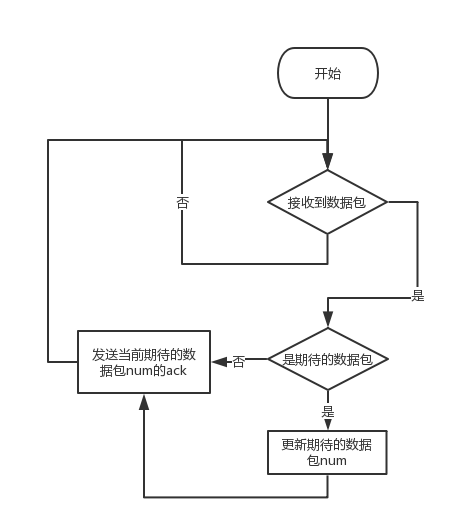 开始
接收到数据包
否
是
是期待的数据包
否
发送当前期待的数
据包num的ack
是
更新期待的数据
包num